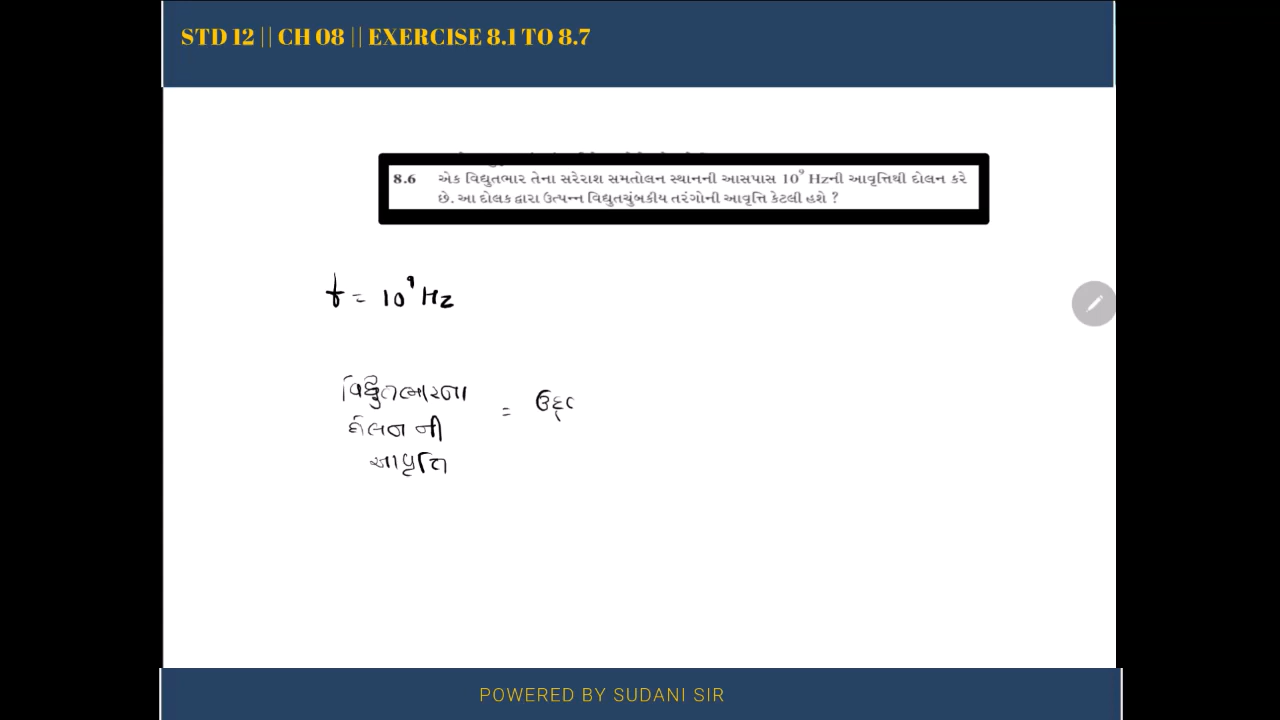 STD 12 || CH 08 || EXERCISE 8.1 TO 8.7
8.6 એક વિદ્યુતભાર તેના સરેરાશ સમતોલન સ્થાનની આસપાસ 10⁹ Hzની આવૃત્તિથી દોલન કરે
છે. આ દોલક દ્વારા ઉત્પન્ન વિદ્યુતચુંબકીય તરંગોની આવૃત્તિ કેટલી હશે ?
f = 10⁹ Hz
વિદ્યુતભારના
દોલન ની
આવૃત્તિ
=
POWERED BY SUDANI SIR